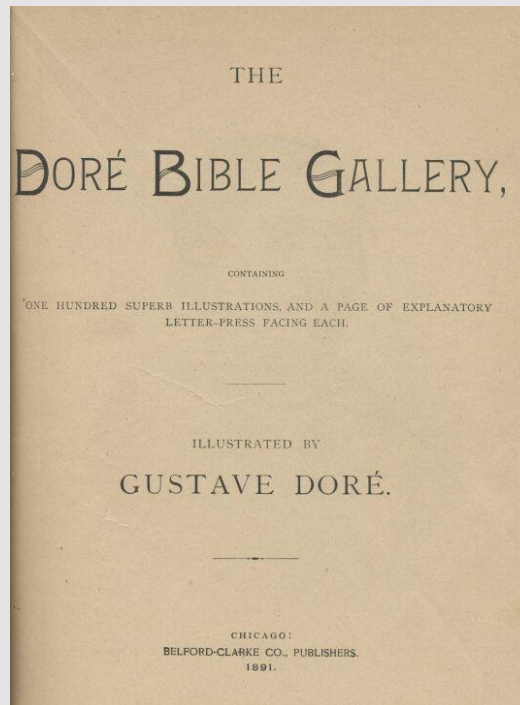 THE
DORÉ BIBLE GALLERY,
CONTAINING
ONE HUNDRED SUPERB ILLUSTRATIONS, AND A PAGE OF EXPLANATORY
LETTER-PRESS FACING EACH.
ILLUSTRATED BY
GUSTAVE DORÉ.
CHICAGO:
BELFORD-CLARKE CO., PUBLISHERS.
1891.